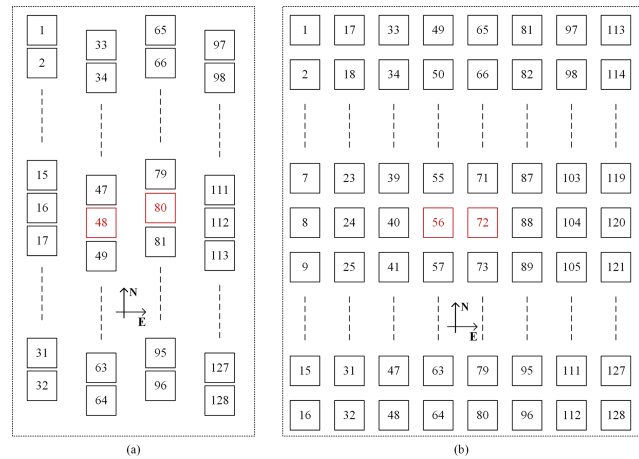 1 33 65 97
2 34 66 98
15 47 79 111
16 48 80 112
17 49 81 113
N
E
31 63 95 127
32 64 96 128
(a)
1 17 33 49 65 81 97 113
2 18 34 50 66 82 98 114
7 23 39 55 71 87 103 119
8 24 40 56 72 88 104 120
9 25 41 57 73 89 105 121
N
E
15 31 47 63 79 95 111 127
16 32 48 64 80 96 112 128
(b)